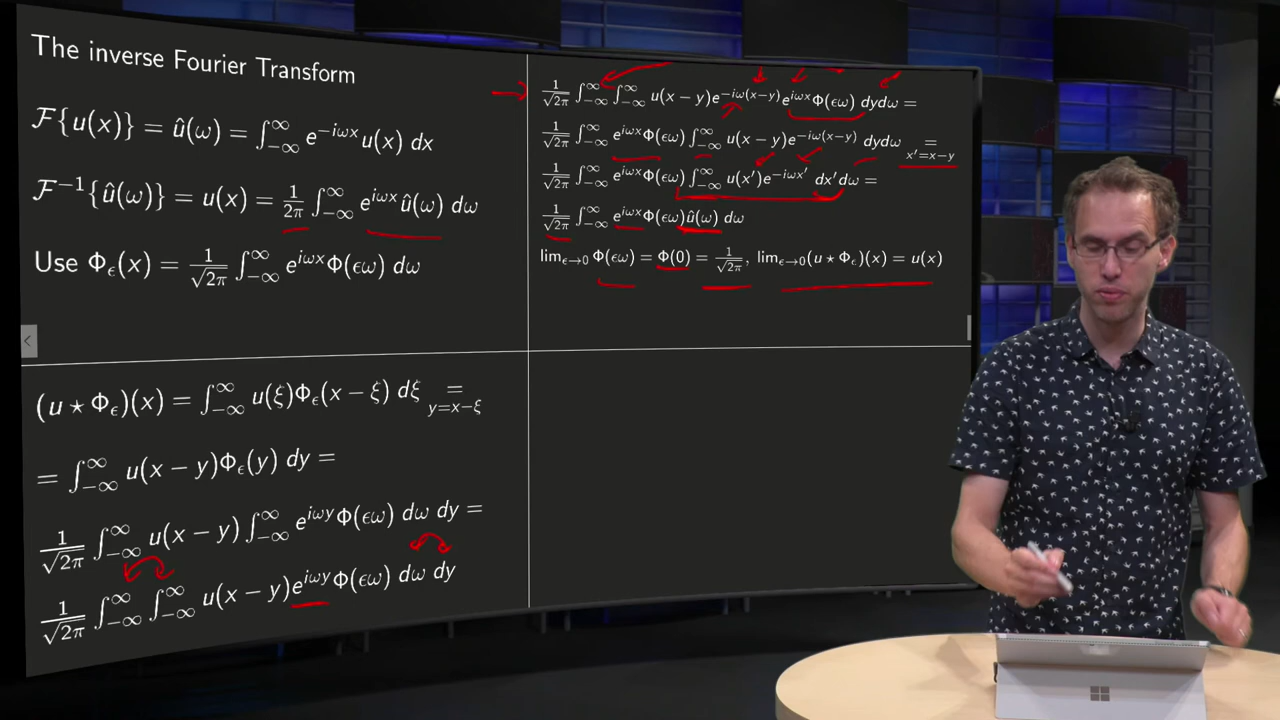 The inverse Fourier Transform
ℱ{u(x)} = û(ω) = ∫_{-∞}^{∞} e^{-iωx} u(x) dx
ℱ⁻¹{û(ω)} = u(x) = 1/2π ∫_{-∞}^{∞} e^{iωx} û(ω) dω
Use Φ_ϵ(x) = 1/√2π ∫_{-∞}^{∞} e^{iωx} Φ(ϵω) dω
(u ⋆ Φ_ϵ)(x) = ∫_{-∞}^{∞} u(ξ)Φ_ϵ(x − ξ) dξ =_{y=x−ξ}
= ∫_{-∞}^{∞} u(x − y)Φ_ϵ(y) dy =
1/√2π ∫_{-∞}^{∞} u(x − y) ∫_{-∞}^{∞} e^{iωy} Φ(ϵω) dω dy =
1/√2π ∫_{-∞}^{∞} ∫_{-∞}^{∞} u(x − y)e^{iωy} Φ(ϵω) dω dy
1/√2π ∫_{-∞}^{∞} ∫_{-∞}^{∞} u(x − y)e^{-iω(x−y)} e^{iωx} Φ(ϵω) dydω =
1/√2π ∫_{-∞}^{∞} e^{iωx} Φ(ϵω) ∫_{-∞}^{∞} u(x − y)e^{-iω(x−y)} dydω =_{x'=x−y}
1/√2π ∫_{-∞}^{∞} e^{iωx} Φ(ϵω) ∫_{-∞}^{∞} u(x')e^{-iωx'} dx'dω =
1/√2π ∫_{-∞}^{∞} e^{iωx} Φ(ϵω)û(ω) dω
lim_{ϵ→0} Φ(ϵω) = Φ(0) = 1/√2π, lim_{ϵ→0}(u ⋆ Φ_ϵ)(x) = u(x)